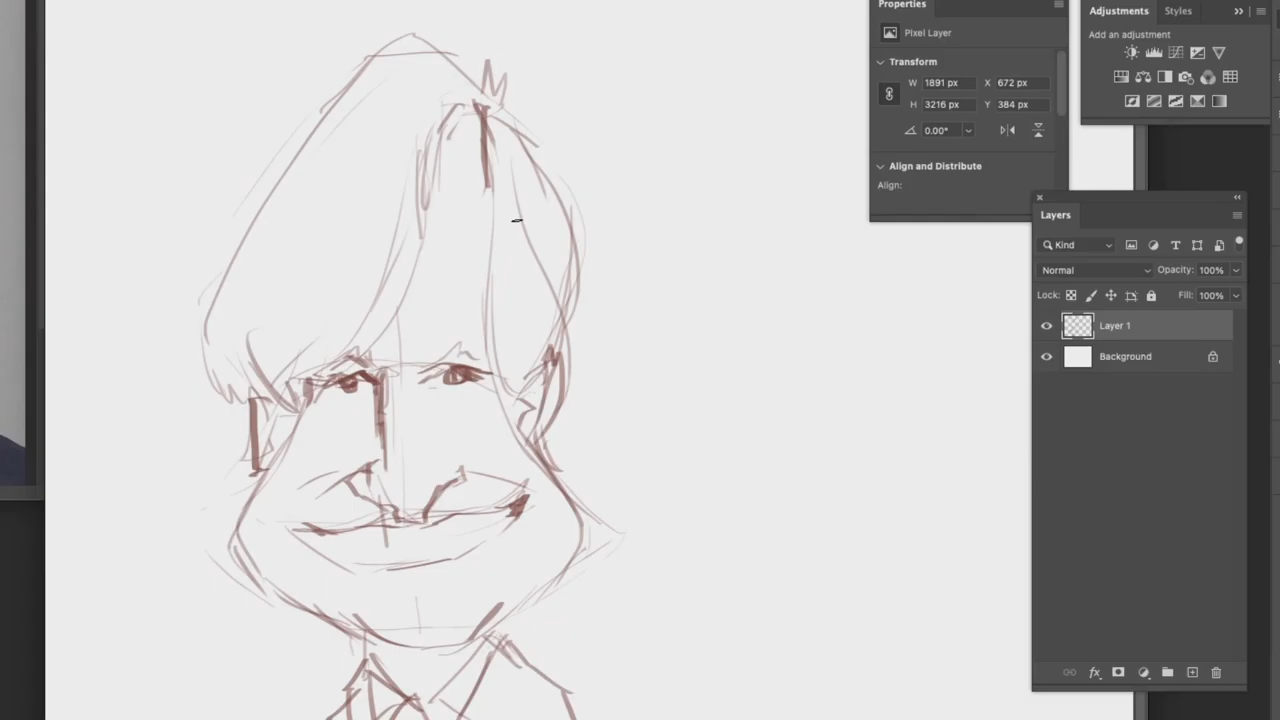 Properties
Pixel Layer
Transform
W 1891 px X 672 px
H 3216 px Y 384 px
0.00°
Align and Distribute
Align:
Adjustments Styles
Add an adjustment
Layers
Kind
Normal Opacity: 100%
Lock: Fill: 100%
Layer 1
Background
fx